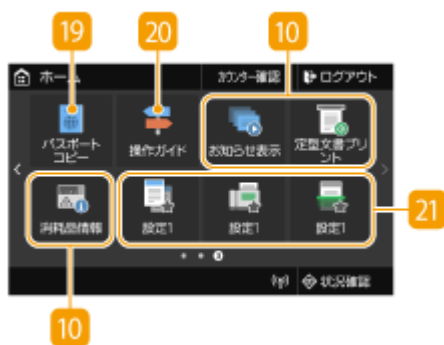 19
20
10
ホーム
カウンター確認
ログアウト
パスポート
コピー
操作ガイド
お知らせ表示
定型文書プリ
ント
消耗品情報
設定1
設定1
設定1
21
状況確認
10